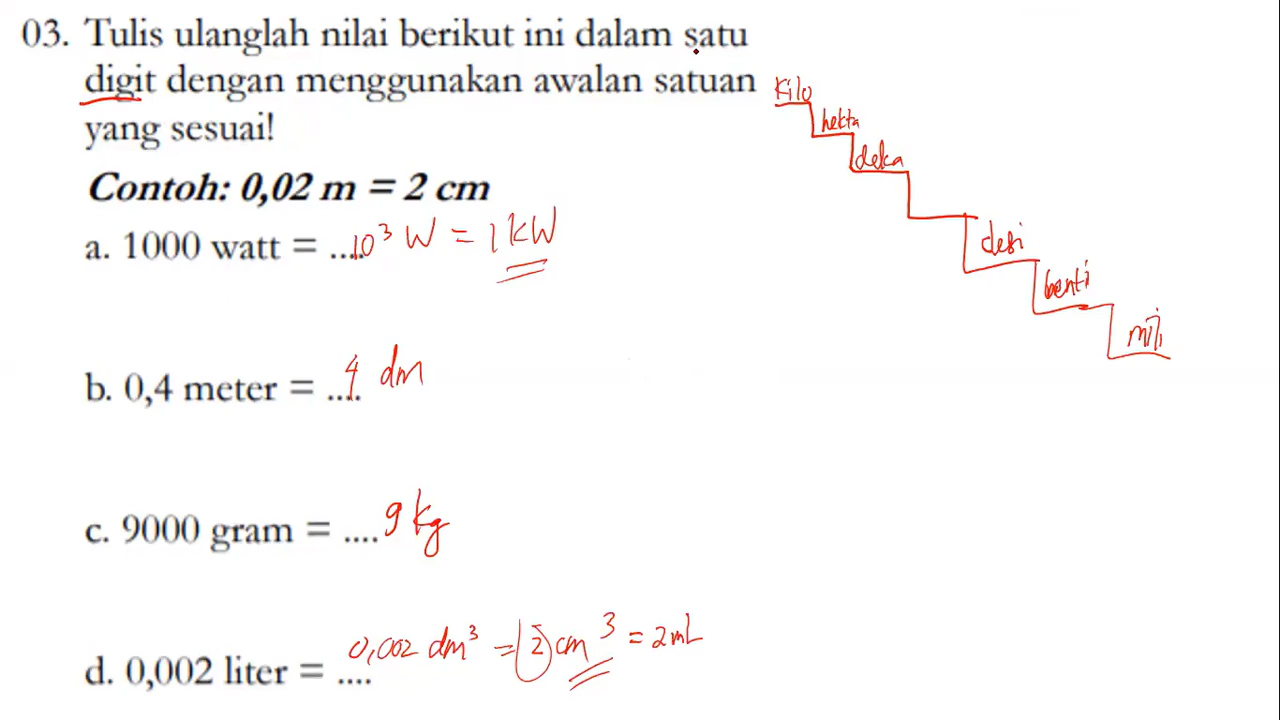 03. Tulis ulanglah nilai berikut ini dalam satu
digit dengan menggunakan awalan satuan
yang sesuai!
Contoh: 0,02 m = 2 cm
a. 1000 watt = .... 10³ W = 1 kW
b. 0,4 meter = .... 4 dm
c. 9000 gram = .... 9 kg
d. 0,002 liter = .... 0,002 dm³ = 2 cm³ = 2 mL
Kilo
hekta
deka
desi
mili